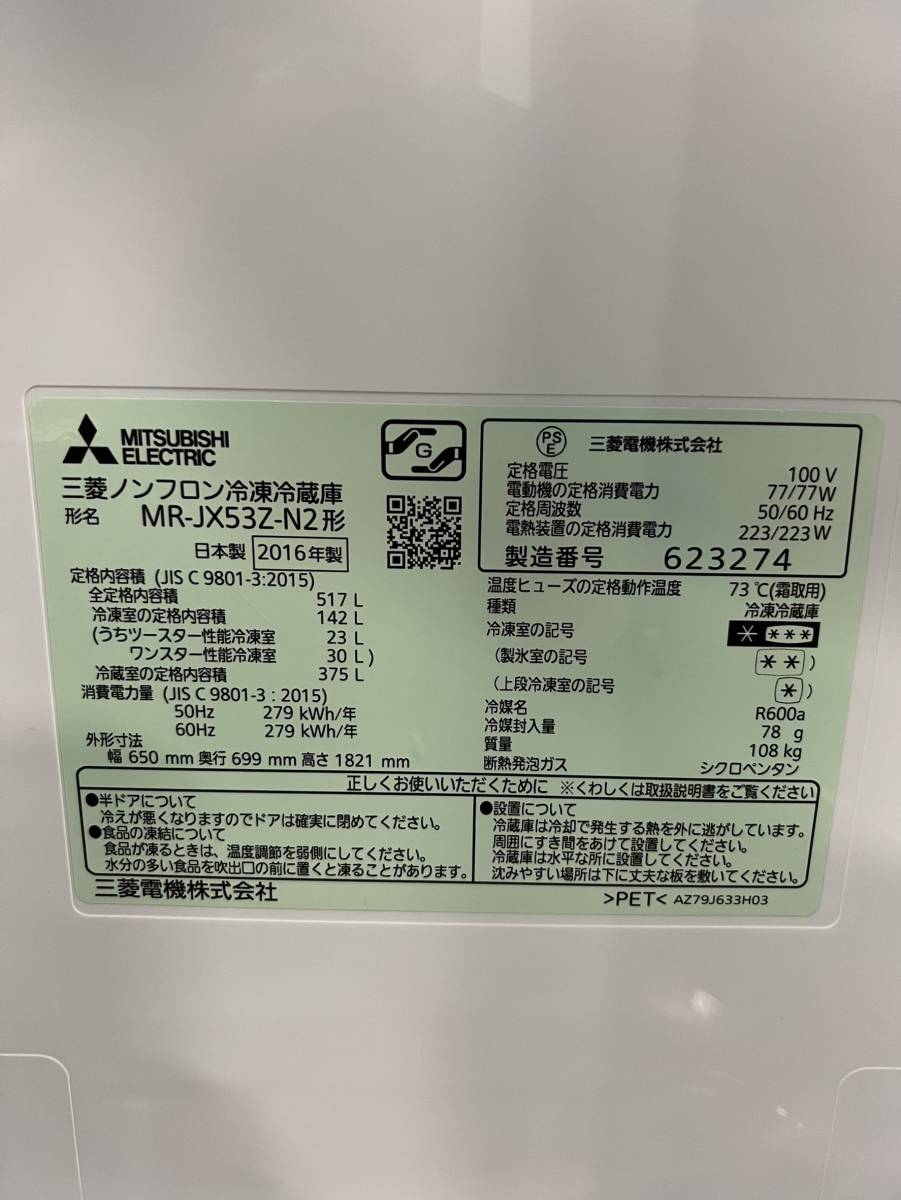 MITSUBISHI
ELECTRIC
三菱ノンフロン冷凍冷蔵庫
形名 MR-JX53Z-N2形
日本製 2016年製
G
定格内容積 (JIS C 9801-3:2015)
全定格内容積 517 L
冷凍室の定格内容積 142 L
(うちツースター性能冷凍室 23 L
ワンスター性能冷凍室 30 L)
冷蔵室の定格内容積 375 L
消費電力量 (JIS C 9801-3:2015)
50Hz 279 kWh/年
60Hz 279 kWh/年
外形寸法
幅 650 mm 奥行 699 mm 高さ 1821 mm
PSE 三菱電機株式会社
定格電圧 100 V
電動機の定格消費電力 77/77W
定格周波数 50/60 Hz
電熱装置の定格消費電力 223/223W
製造番号 623274
温度ヒューズの定格動作温度 73℃(霜取用)
種類 冷凍冷蔵庫
冷凍室の記号 * ***
(製氷室の記号 ** )
(上段冷凍室の記号 * )
冷媒名 R600a
冷媒封入量 78 g
質量 108 kg
断熱発泡ガス シクロペンタン
正しくお使いいただくために ※くわしくは取扱説明書をご覧ください
●半ドアについて
冷えが悪くなりますのでドアは確実に閉めてください。
●食品の凍結について
食品が凍るときは、温度調節を弱側にしてください。
水分の多い食品を吹出口の前に置くと凍ることがあります。
●設置について
冷蔵庫は冷却で発生する熱を外に逃がしています。
周囲にすき間をあけて設置してください。
冷蔵庫は水平な所に設置してください。
沈みやすい場所は下に丈夫な板を敷いてください。
三菱電機株式会社
>PET< AZ79J633H03